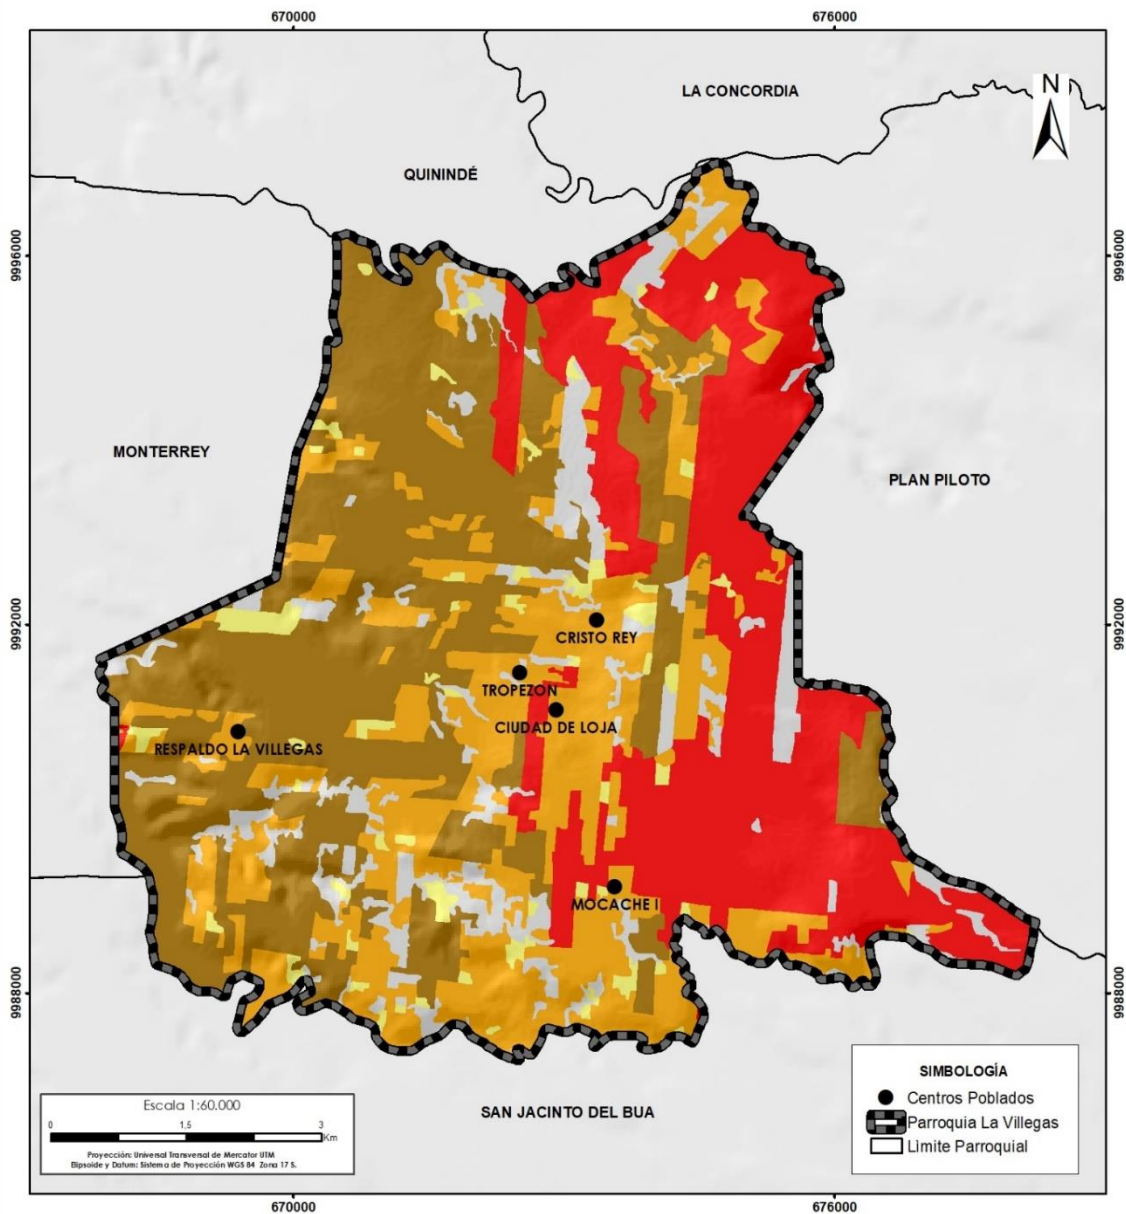 670000
676000
LA CONCORDIA
N
QUININDÉ
9996000
9996000
MONTERREY
PLAN PILOTO
9992000
9992000
CRISTO REY
TROPEZON
CIUDAD DE LOJA
RESPALDO LA VILLEGAS
MOCACHE I
9988000
9988000
SAN JACINTO DEL BUA
SIMBOLOGÍA
Centros Poblados
Parroquia La Villegas
Lìmite Parroquial
Escala 1:60.000
0 1,5 3
Km
Proyección: Universal Transversal de Mercator UTM
Elipsoide y Datum: Sistema de Proyección WGS 84 Zona 17 S.
670000
676000